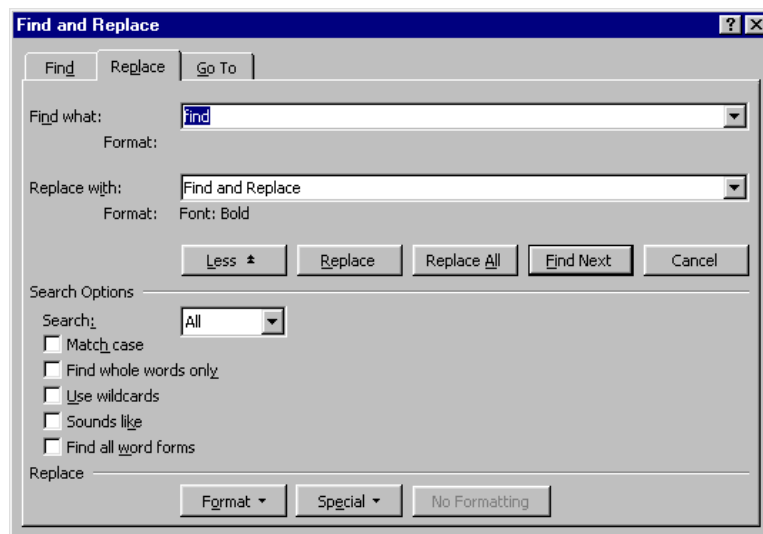 Find and Replace
Find Replace Go To
Find what: find
Format:
Replace with: Find and Replace
Format: Font: Bold
Less Replace Replace All Find Next Cancel
Search Options
Search: All
Match case
Find whole words only
Use wildcards
Sounds like
Find all word forms
Replace
Format Special No Formatting